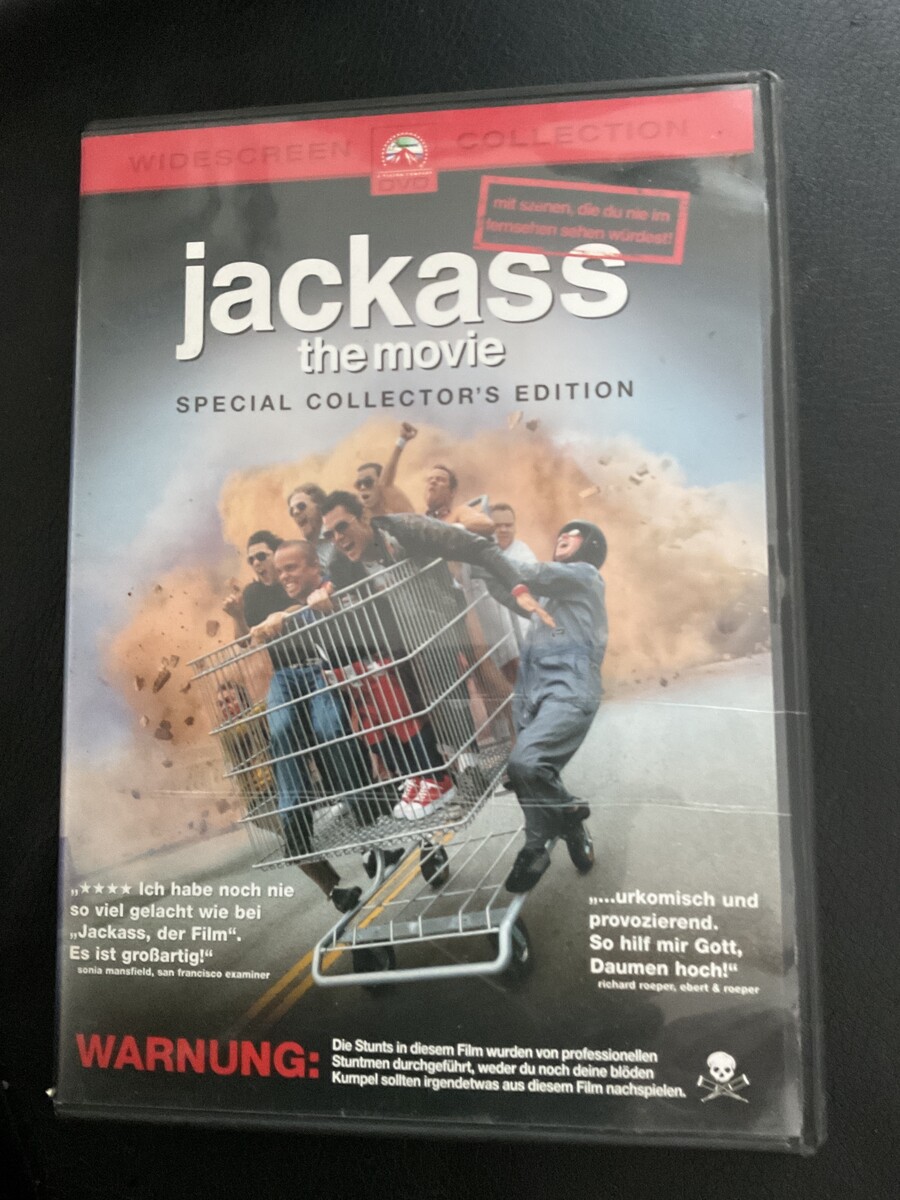 WIDESCREEN COLLECTION
A VIACOM COMPANY
DVD
mit szenen, die du nie im
fernsehen sehen würdest!
jackass
the movie
SPECIAL COLLECTOR'S EDITION
„★★★★ Ich habe noch nie
so viel gelacht wie bei
„Jackass, der Film“.
Es ist großartig!“
sonia mansfield, san francisco examiner
„...urkomisch und
provozierend.
So hilf mir Gott,
Daumen hoch!“
richard roeper, ebert & roeper
WARNUNG:
Die Stunts in diesem Film wurden von professionellen
Stuntmen durchgeführt, weder du noch deine blöden
Kumpel sollten irgendetwas aus diesem Film nachspielen.